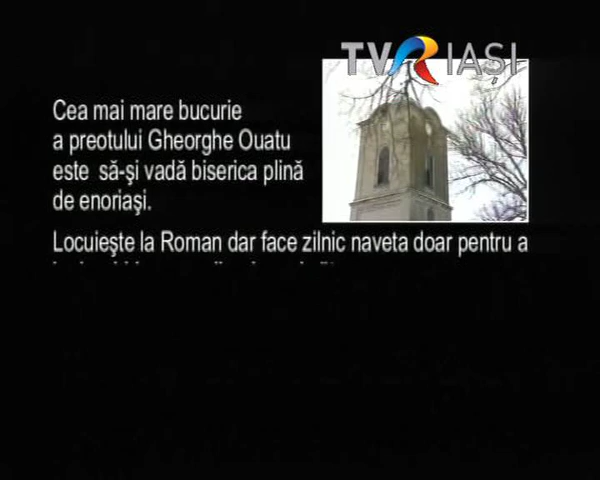 TVR IAȘI
Cea mai mare bucurie
a preotului Gheorghe Ouatu
este să-şi vadă biserica plină
de enoriaşi.
Locuieşte la Roman dar face zilnic naveta doar pentru a